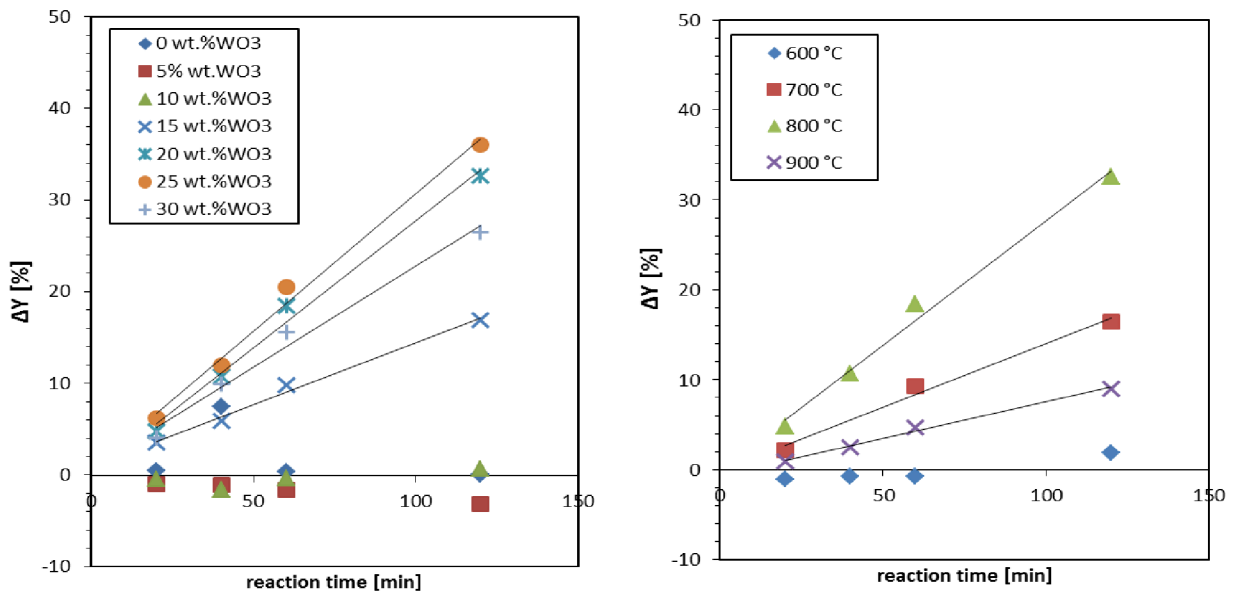 50
40
30
20
10
0
-10
0
50
100
150
ΔY [%]
reaction time [min]
0 wt.%WO3
5% wt.WO3
10 wt.%WO3
15 wt.%WO3
20 wt.%WO3
25 wt.%WO3
30 wt.%WO3
50
40
30
20
10
0
-10
0
50
100
150
ΔY [%]
reaction time [min]
600 °C
700 °C
800 °C
900 °C